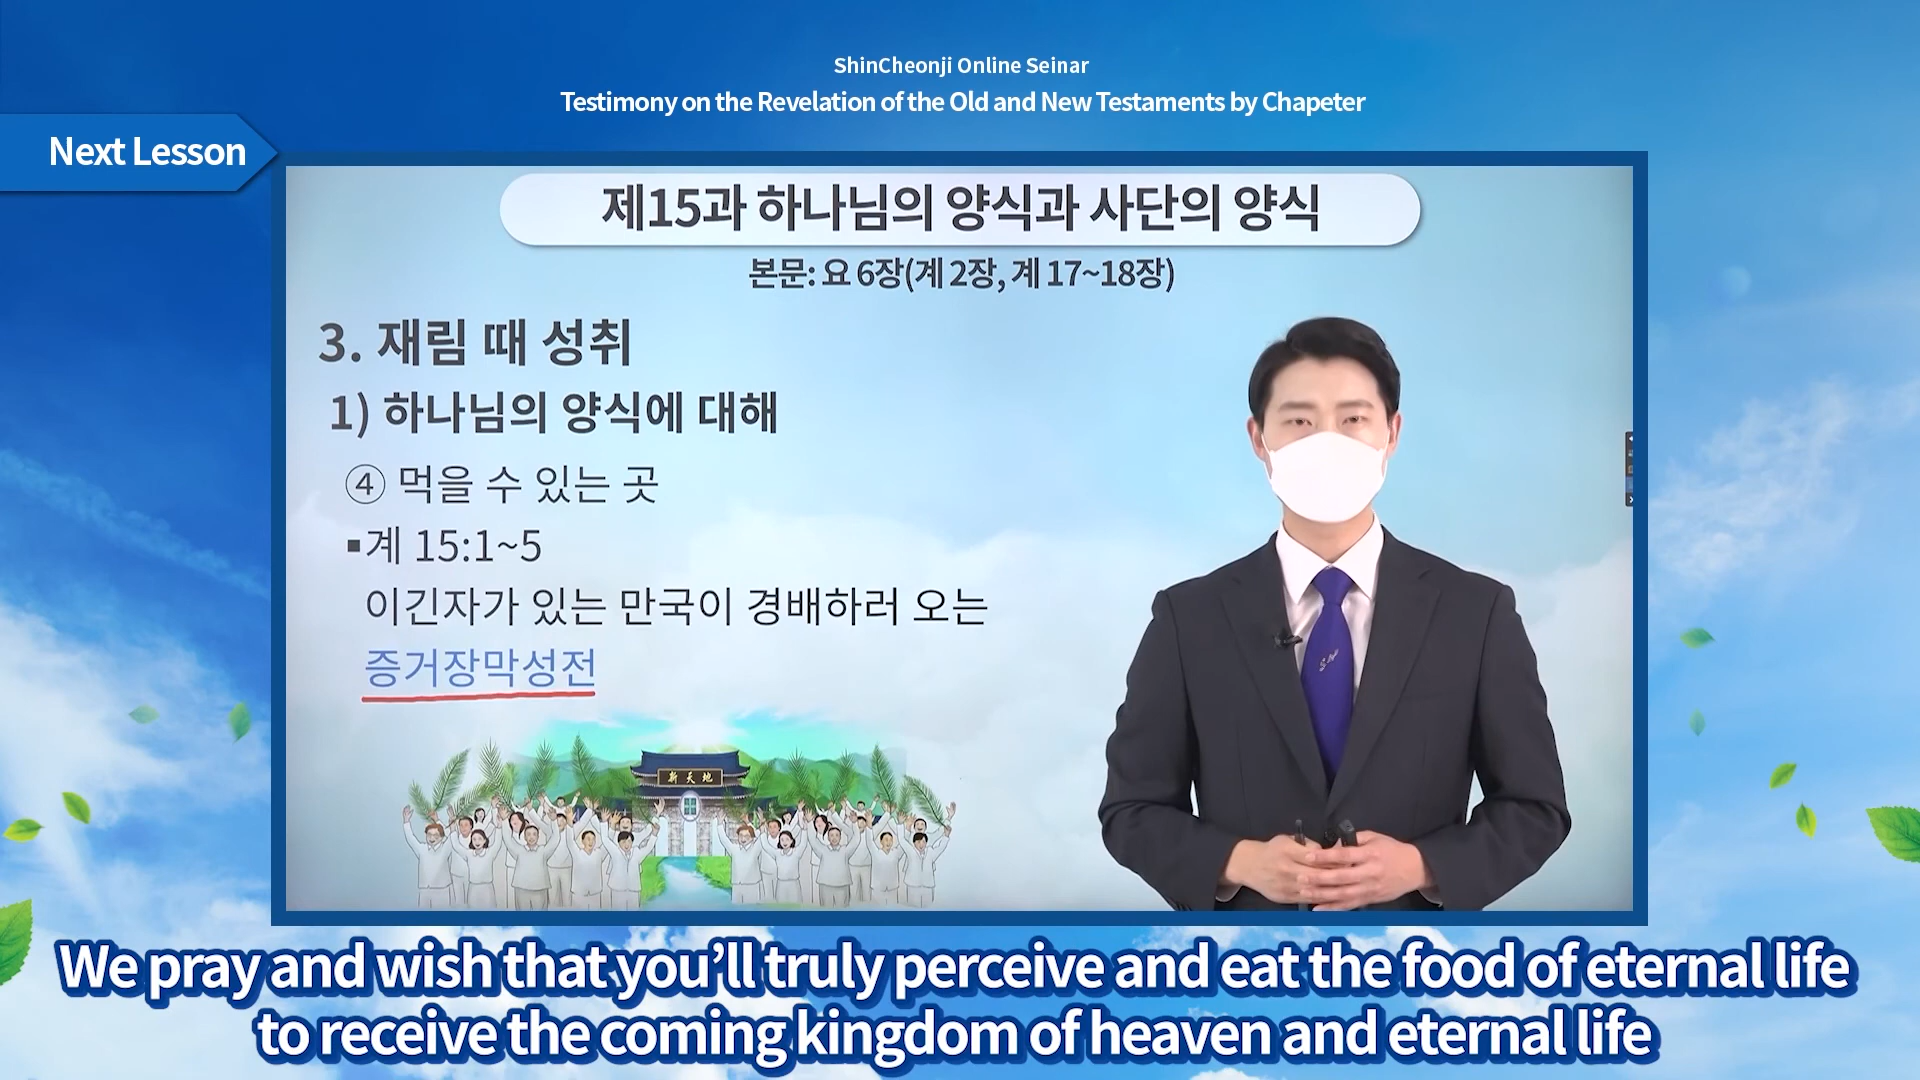 ShinCheonji Online Seinar
Testimony on the Revelation of the Old and New Testaments by Chapeter
Next Lesson
제15과 하나님의 양식과 사단의 양식
본문: 요 6장(계 2장, 계 17~18장)
3. 재림 때 성취
1) 하나님의 양식에 대해
④ 먹을 수 있는 곳
▪계 15:1~5
이긴자가 있는 만국이 경배하러 오는
증거장막성전
新天地
We pray and wish that you’ll truly perceive and eat the food of eternal life
to receive the coming kingdom of heaven and eternal life